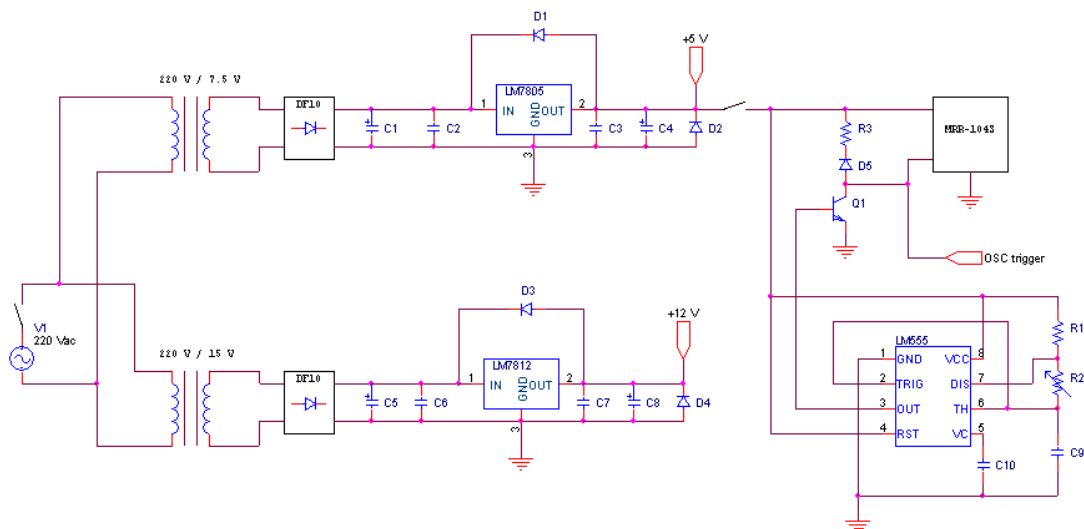 D1
+5 V
220 V / 7.5 V
DF10
LM7805
1
IN
GND
OUT
2
3
C1
C2
C3
C4
D2
R3
D5
Q1
MRR-104S
OSC trigger
V1
220 Vac
220 V / 15 V
DF10
D3
+12 V
LM7812
1
IN
GND
OUT
2
3
C5
C6
C7
C8
D4
LM555
1
GND
VCC
8
2
TRIG
DIS
7
3
OUT
TH
6
4
RST
VC
5
R1
R2
C9
C10